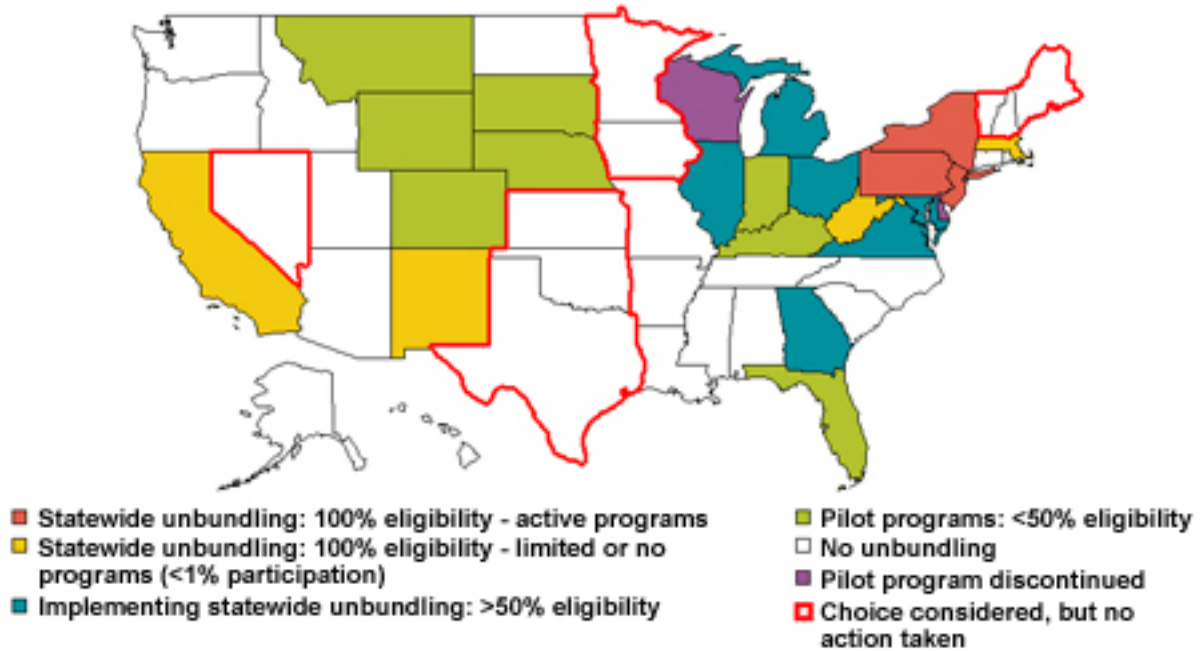 Statewide unbundling: 100% eligibility - active programs
Statewide unbundling: 100% eligibility - limited or no
programs (<1% participation)
Implementing statewide unbundling: >50% eligibility
Pilot programs: <50% eligibility
No unbundling
Pilot program discontinued
Choice considered, but no
action taken